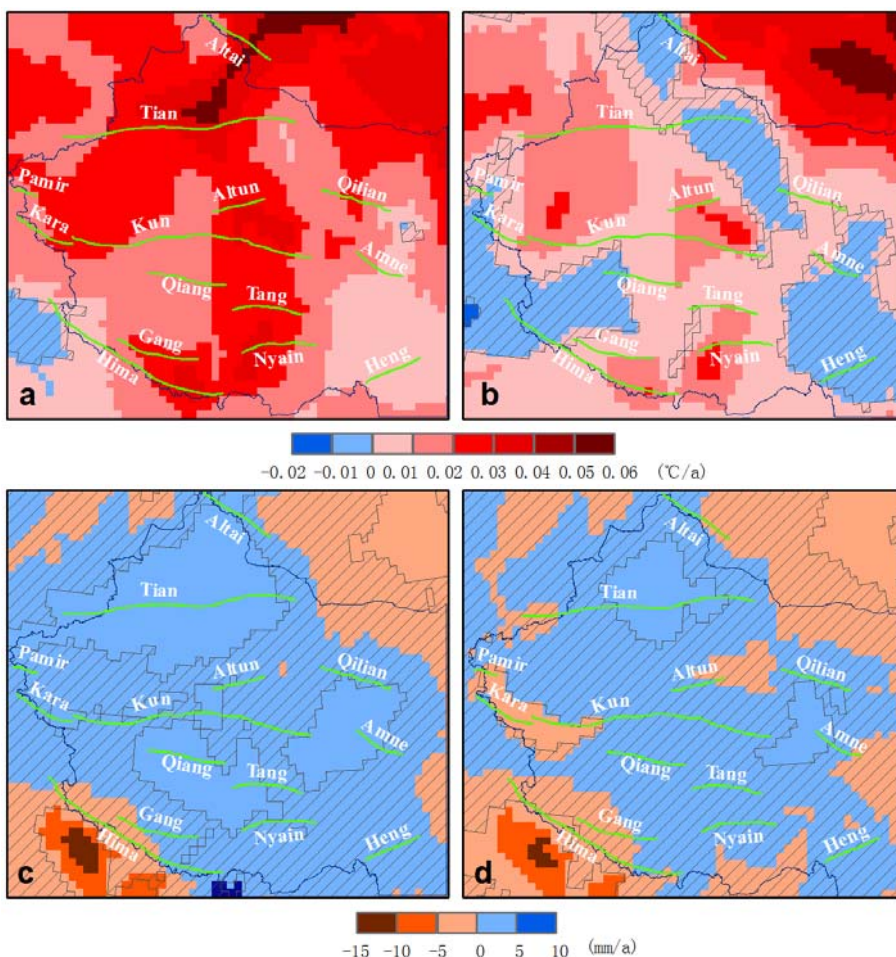 Altai
Tian
Pamir
Altun
Qilian
Kara
Kun
Amne
Qiang
Tang
Gang
Nyain
Hima
Heng
a
Altai
Tian
Pamir
Altun
Qilian
Kara
Kun
Amne
Qiang
Tang
Gang
Nyain
Hima
Heng
b
-0.02 -0.01 0 0.01 0.02 0.03 0.04 0.05 0.06 (℃/a)
Altai
Tian
Pamir
Altun
Qilian
Kara
Kun
Amne
Qiang
Tang
Gang
Nyain
Hima
Heng
c
Altai
Tian
Pamir
Altun
Qilian
Kara
Kun
Amne
Qiang
Tang
Gang
Nyain
Hima
Heng
d
-15 -10 -5 0 5 10 (mm/a)